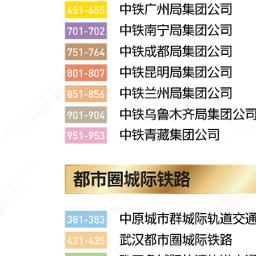 651-655 中铁广州局集团公司
701-702 中铁南宁局集团公司
751-764 中铁成都局集团公司
801-807 中铁昆明局集团公司
851-856 中铁兰州局集团公司
901-904 中铁乌鲁木齐局集团公司
951-953 中铁青藏集团公司
都市圈城际铁路
381-383 中原城市群城际轨道交通
431-435 武汉都市圈城际铁路